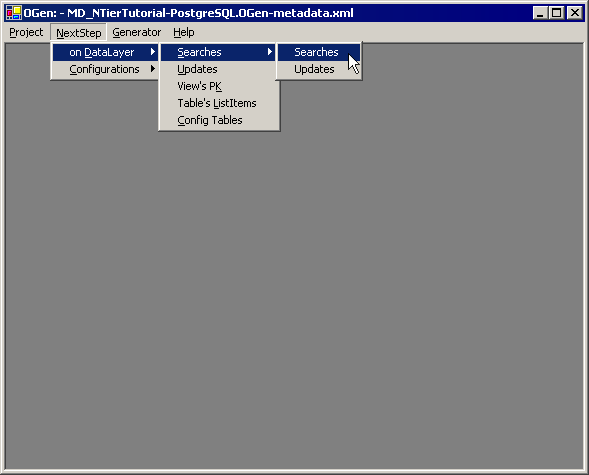 OGen: - MD_NTierTutorial-PostgreSQL.OGen-metadata.xml
Project NextStep Generator Help
on DataLayer Searches Searches
Configurations Updates Updates
View's PK
Table's ListItems
Config Tables